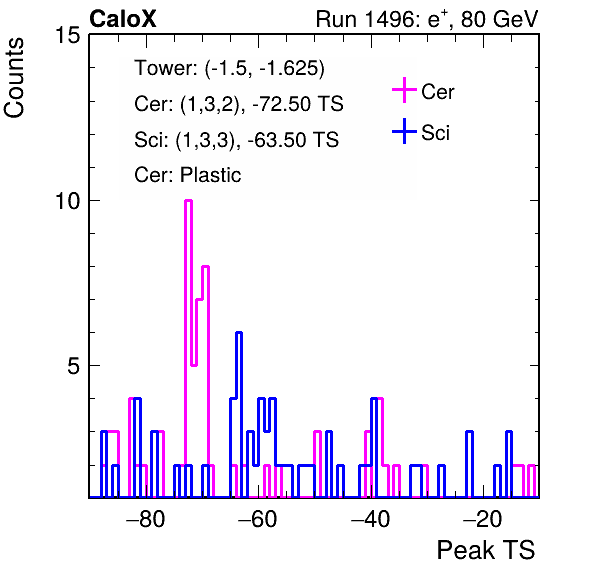 CaloX Run 1496: e⁺, 80 GeV
Counts
15
10
5
Tower: (-1.5, -1.625)
Cer: (1,3,2), -72.50 TS
Sci: (1,3,3), -63.50 TS
Cer: Plastic
Cer
Sci
−80 −60 −40 −20
Peak TS